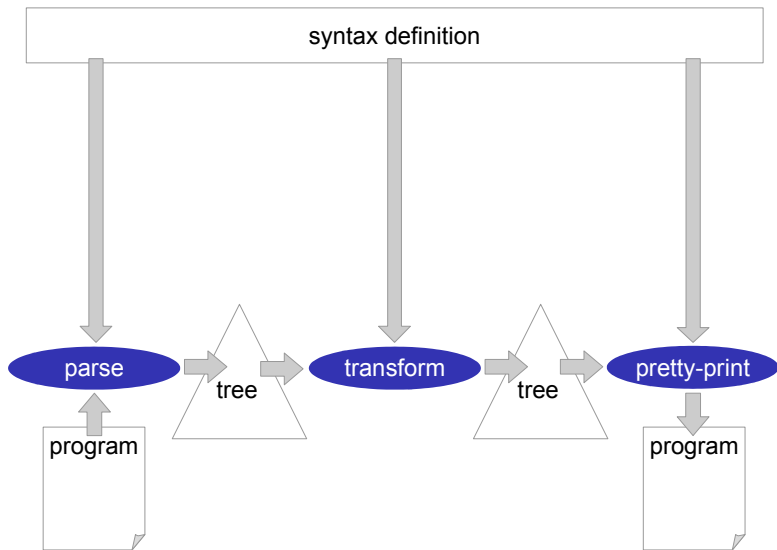 syntax definition
parse
tree
transform
tree
pretty-print
program
program